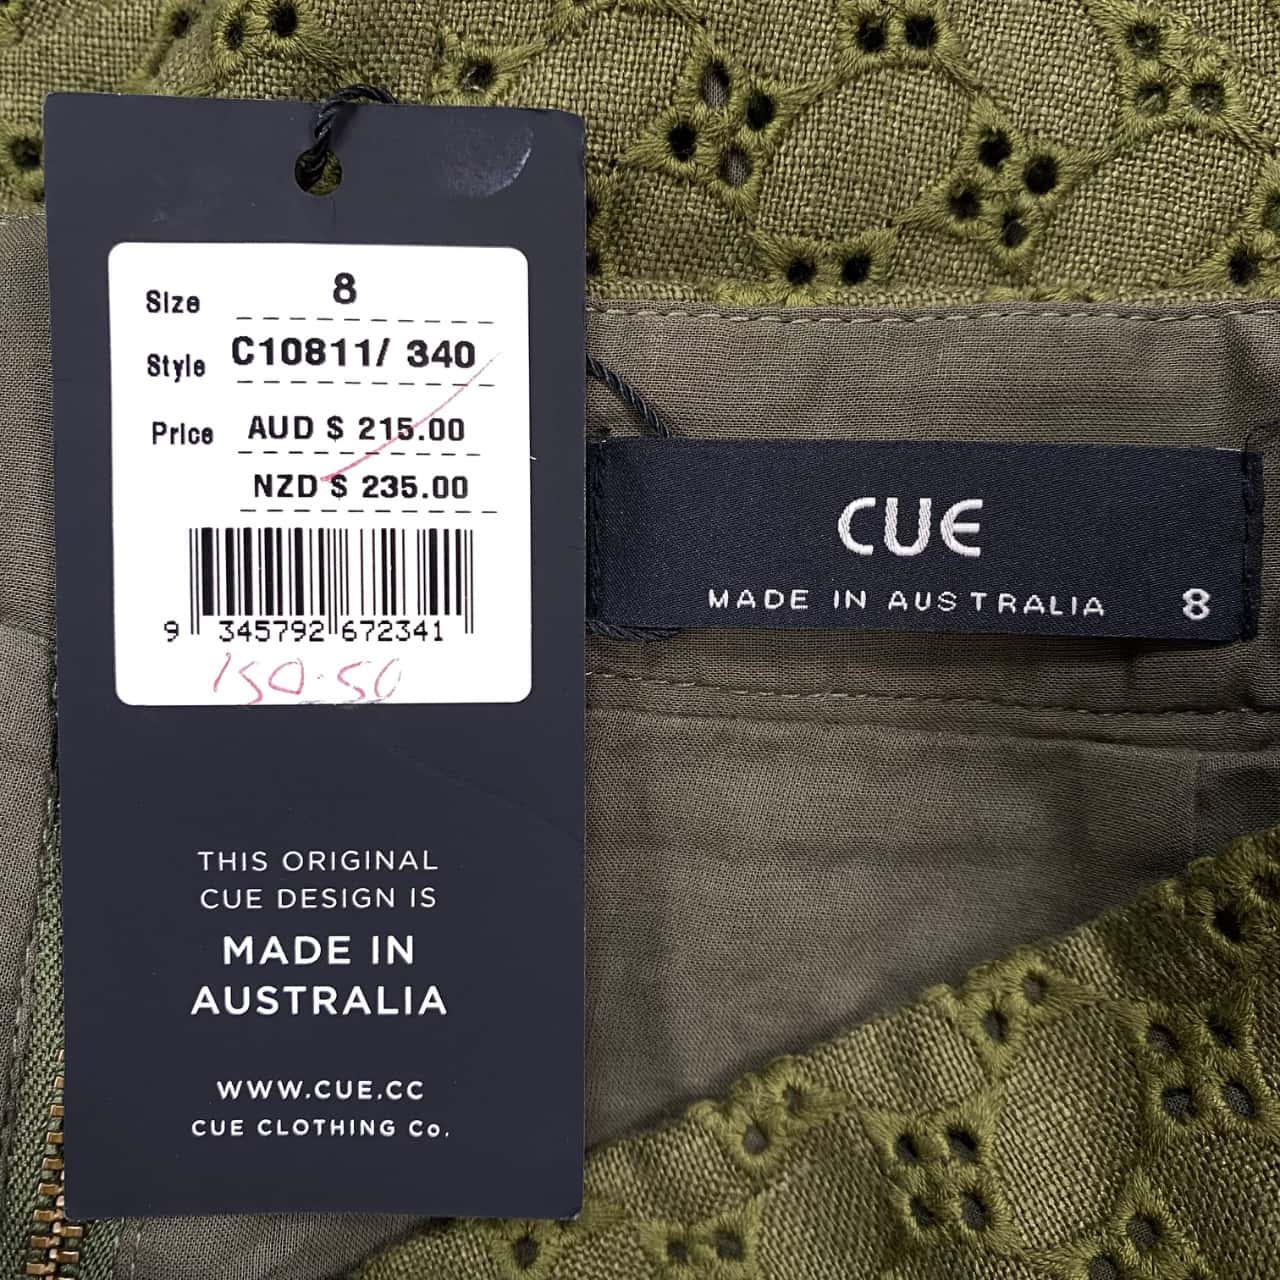 Size 8
Style C10811/ 340
Price AUD $ 215.00
NZD $ 235.00
9 345792 672341
150.50
THIS ORIGINAL
CUE DESIGN IS
MADE IN
AUSTRALIA
WWW.CUE.CC
CUE CLOTHING Co.
CUE
MADE IN AUSTRALIA 8